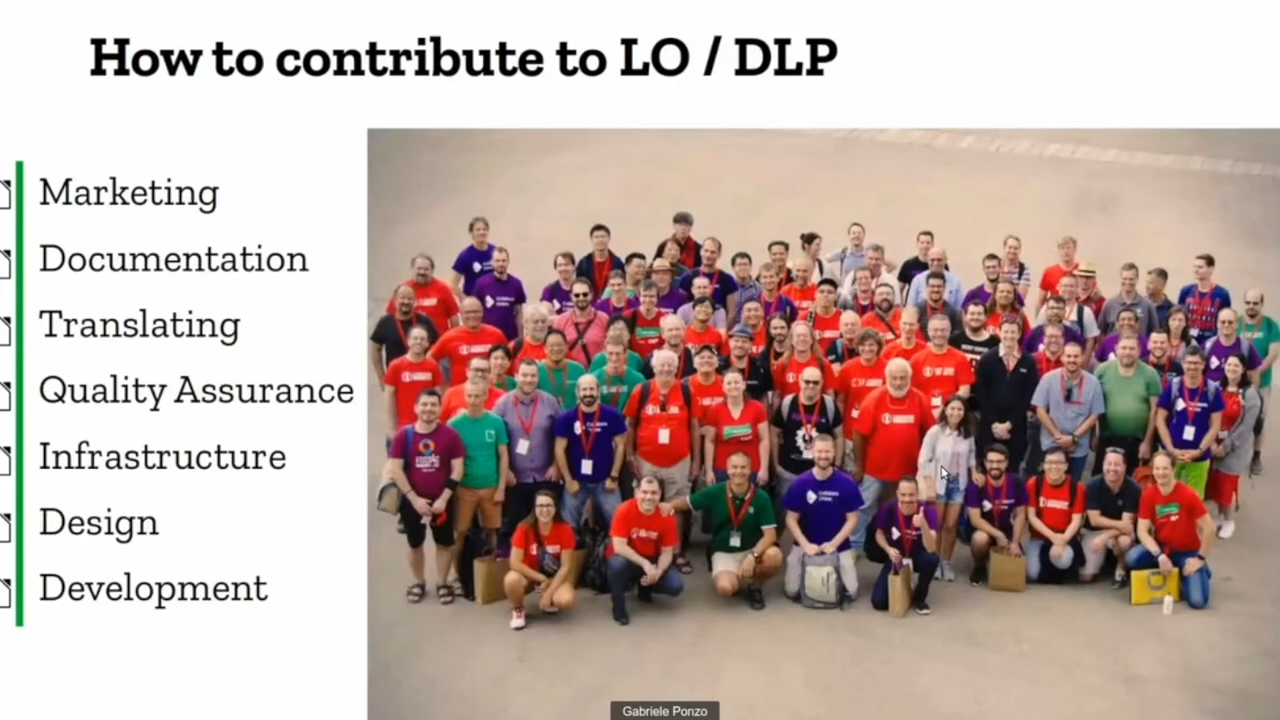 How to contribute to LO / DLP
Marketing
Documentation
Translating
Quality Assurance
Infrastructure
Design
Development
Gabriele Ponzo